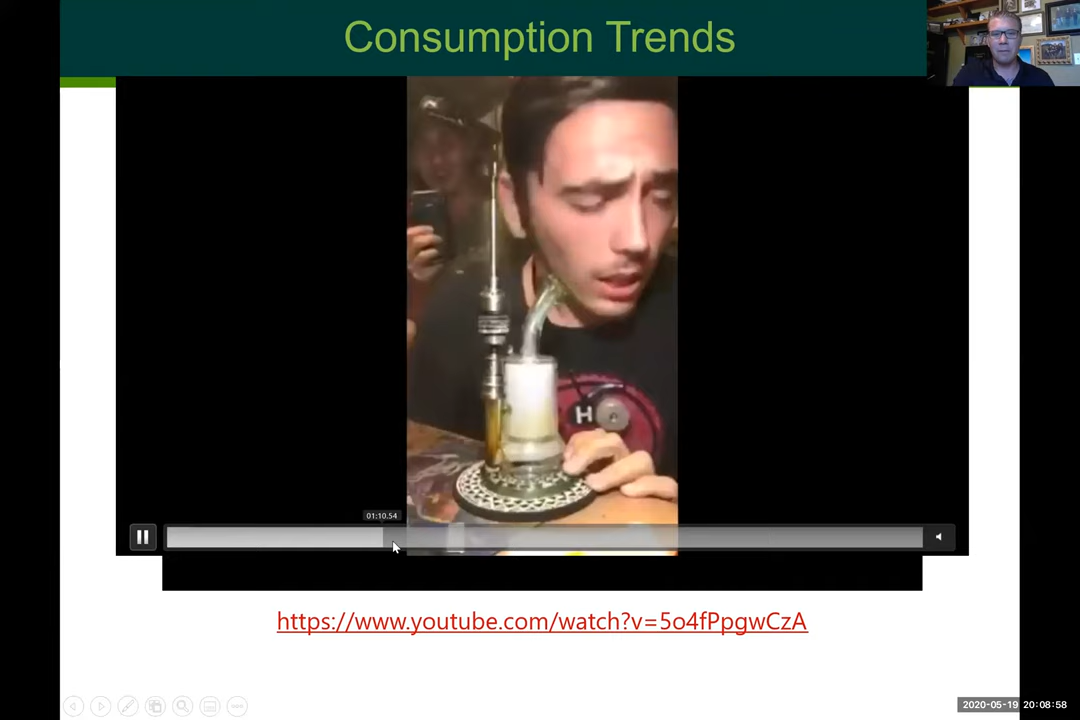 Consumption Trends
H
01:10.54
https://www.youtube.com/watch?v=5o4fPpgwCzA
2020-05-19 20:08:58